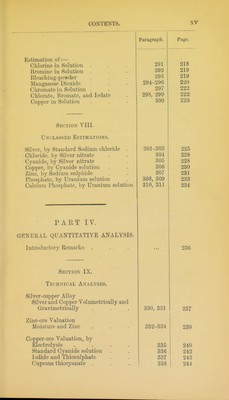 CONTENTS. XV
Paragraph. Page.
Estimation of :—
Chlorine in Solution 291 218
Bromine in Solution 292 219
Bleaching-powder 293 219
Manganese Dioxide 294-296 220
Chromate in Solution 297 222
Chlorate, Bromate, and Iodate 298, 299 222
Copper in Solution 300 223
Section VIII.
Unclassed Estimations.
Silver, by Standard Sodium chloride 301-303 225
Chloride, by Silver nitrate 304 228
Cyanide, by Silver nitrate 305 228
Copper, by Cyanide solution 306 230
Zinc, by Sodium sulphide 307 231
Phosphate, by Uranium solution 308, 309 233
Calcium Phosphate, by Uranium solution 310, 311 234
PART IV.
GENERAL QUANTITATIVE ANALYSIS.
Introductory Remarks ... 236
Section IX.
Technical Analyses.
Silver-copper Alloy
Silver and Copper Volumetrically and
Gravimetrically 330, 331 237
Zinc-ore Valuation
Moisture and Zinc 332-334 238
Copper-ore Valuation, by
Electrolysis 335 240
Standard Cyanide solution 336 242
Iodide and Thiosulphate 337 243
Cuprous thiocyanate 338 244